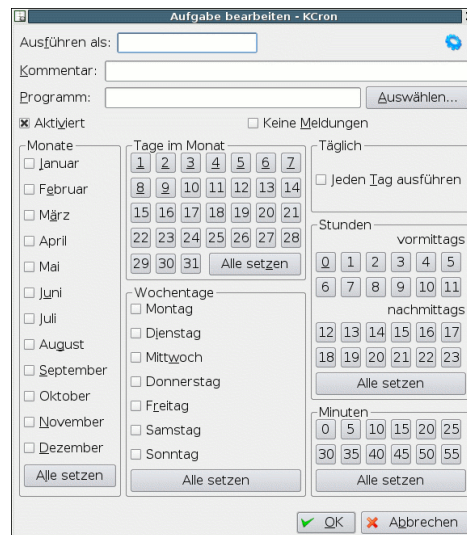 Aufgabe bearbeiten - KCron
Ausführen als:
Kommentar:
Programm:
Auswählen...
Aktiviert
Keine Meldungen
Monate
Januar
Februar
März
April
Mai
Juni
Juli
August
September
Oktober
November
Dezember
Alle setzen
Tage im Monat
1 2 3 4 5 6 7
8 9 10 11 12 13 14
15 16 17 18 19 20 21
22 23 24 25 26 27 28
29 30 31 Alle setzen
Wochentage
Montag
Dienstag
Mittwoch
Donnerstag
Freitag
Samstag
Sonntag
Alle setzen
Täglich
Jeden Tag ausführen
Stunden
vormittags
0 1 2 3 4 5
6 7 8 9 10 11
nachmittags
12 13 14 15 16 17
18 19 20 21 22 23
Alle setzen
Minuten
0 5 10 15 20 25
30 35 40 45 50 55
OK
Abbrechen